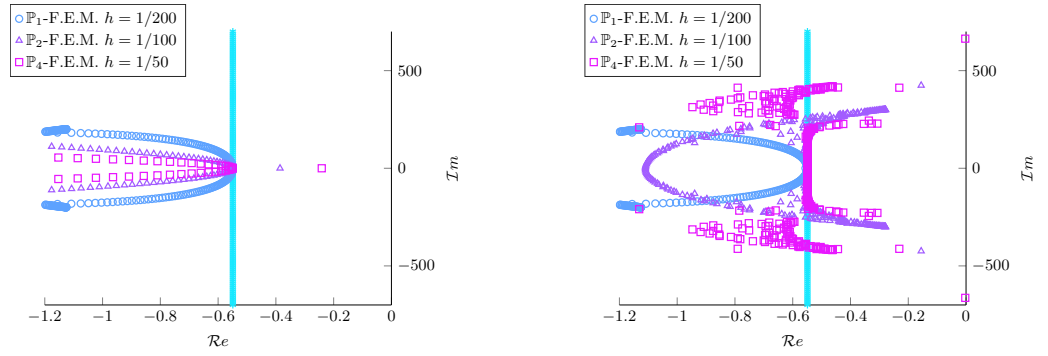 ℙ₁-F.E.M. h = 1/200
ℙ₂-F.E.M. h = 1/100
ℙ₄-F.E.M. h = 1/50
500
0
−500
ℐm
−1.2
−1
−0.8
−0.6
−0.4
−0.2
0
ℛe
ℙ₁-F.E.M. h = 1/200
ℙ₂-F.E.M. h = 1/100
ℙ₄-F.E.M. h = 1/50
500
0
−500
ℐm
−1.2
−1
−0.8
−0.6
−0.4
−0.2
0
ℛe